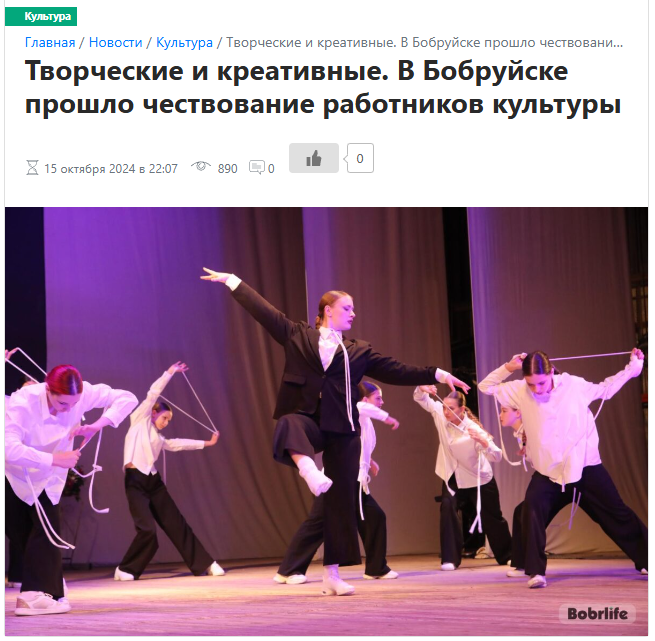 Культура
Главная / Новости / Культура / Творческие и креативные. В Бобруйске прошло чествовани...
Творческие и креативные. В Бобруйске
прошло чествование работников культуры
15 октября 2024 в 22:07 890 0 0
Bobrlife